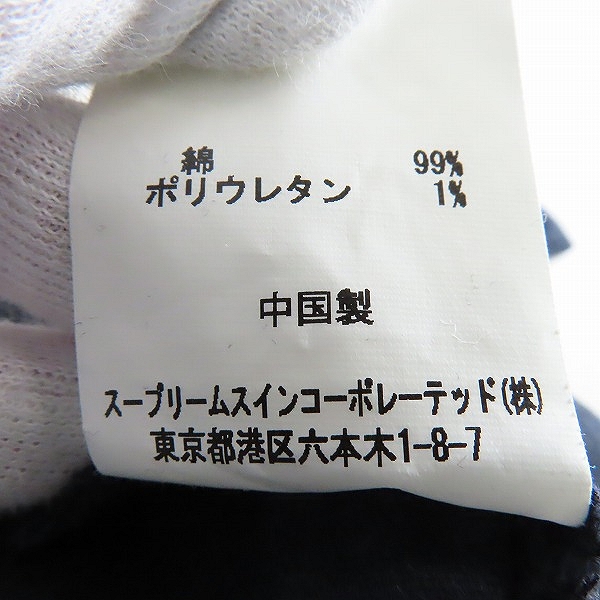 綿 99%
ポリウレタン 1%
中国製
スープリームスインコーポレーテッド(株)
東京都港区六本木1-8-7